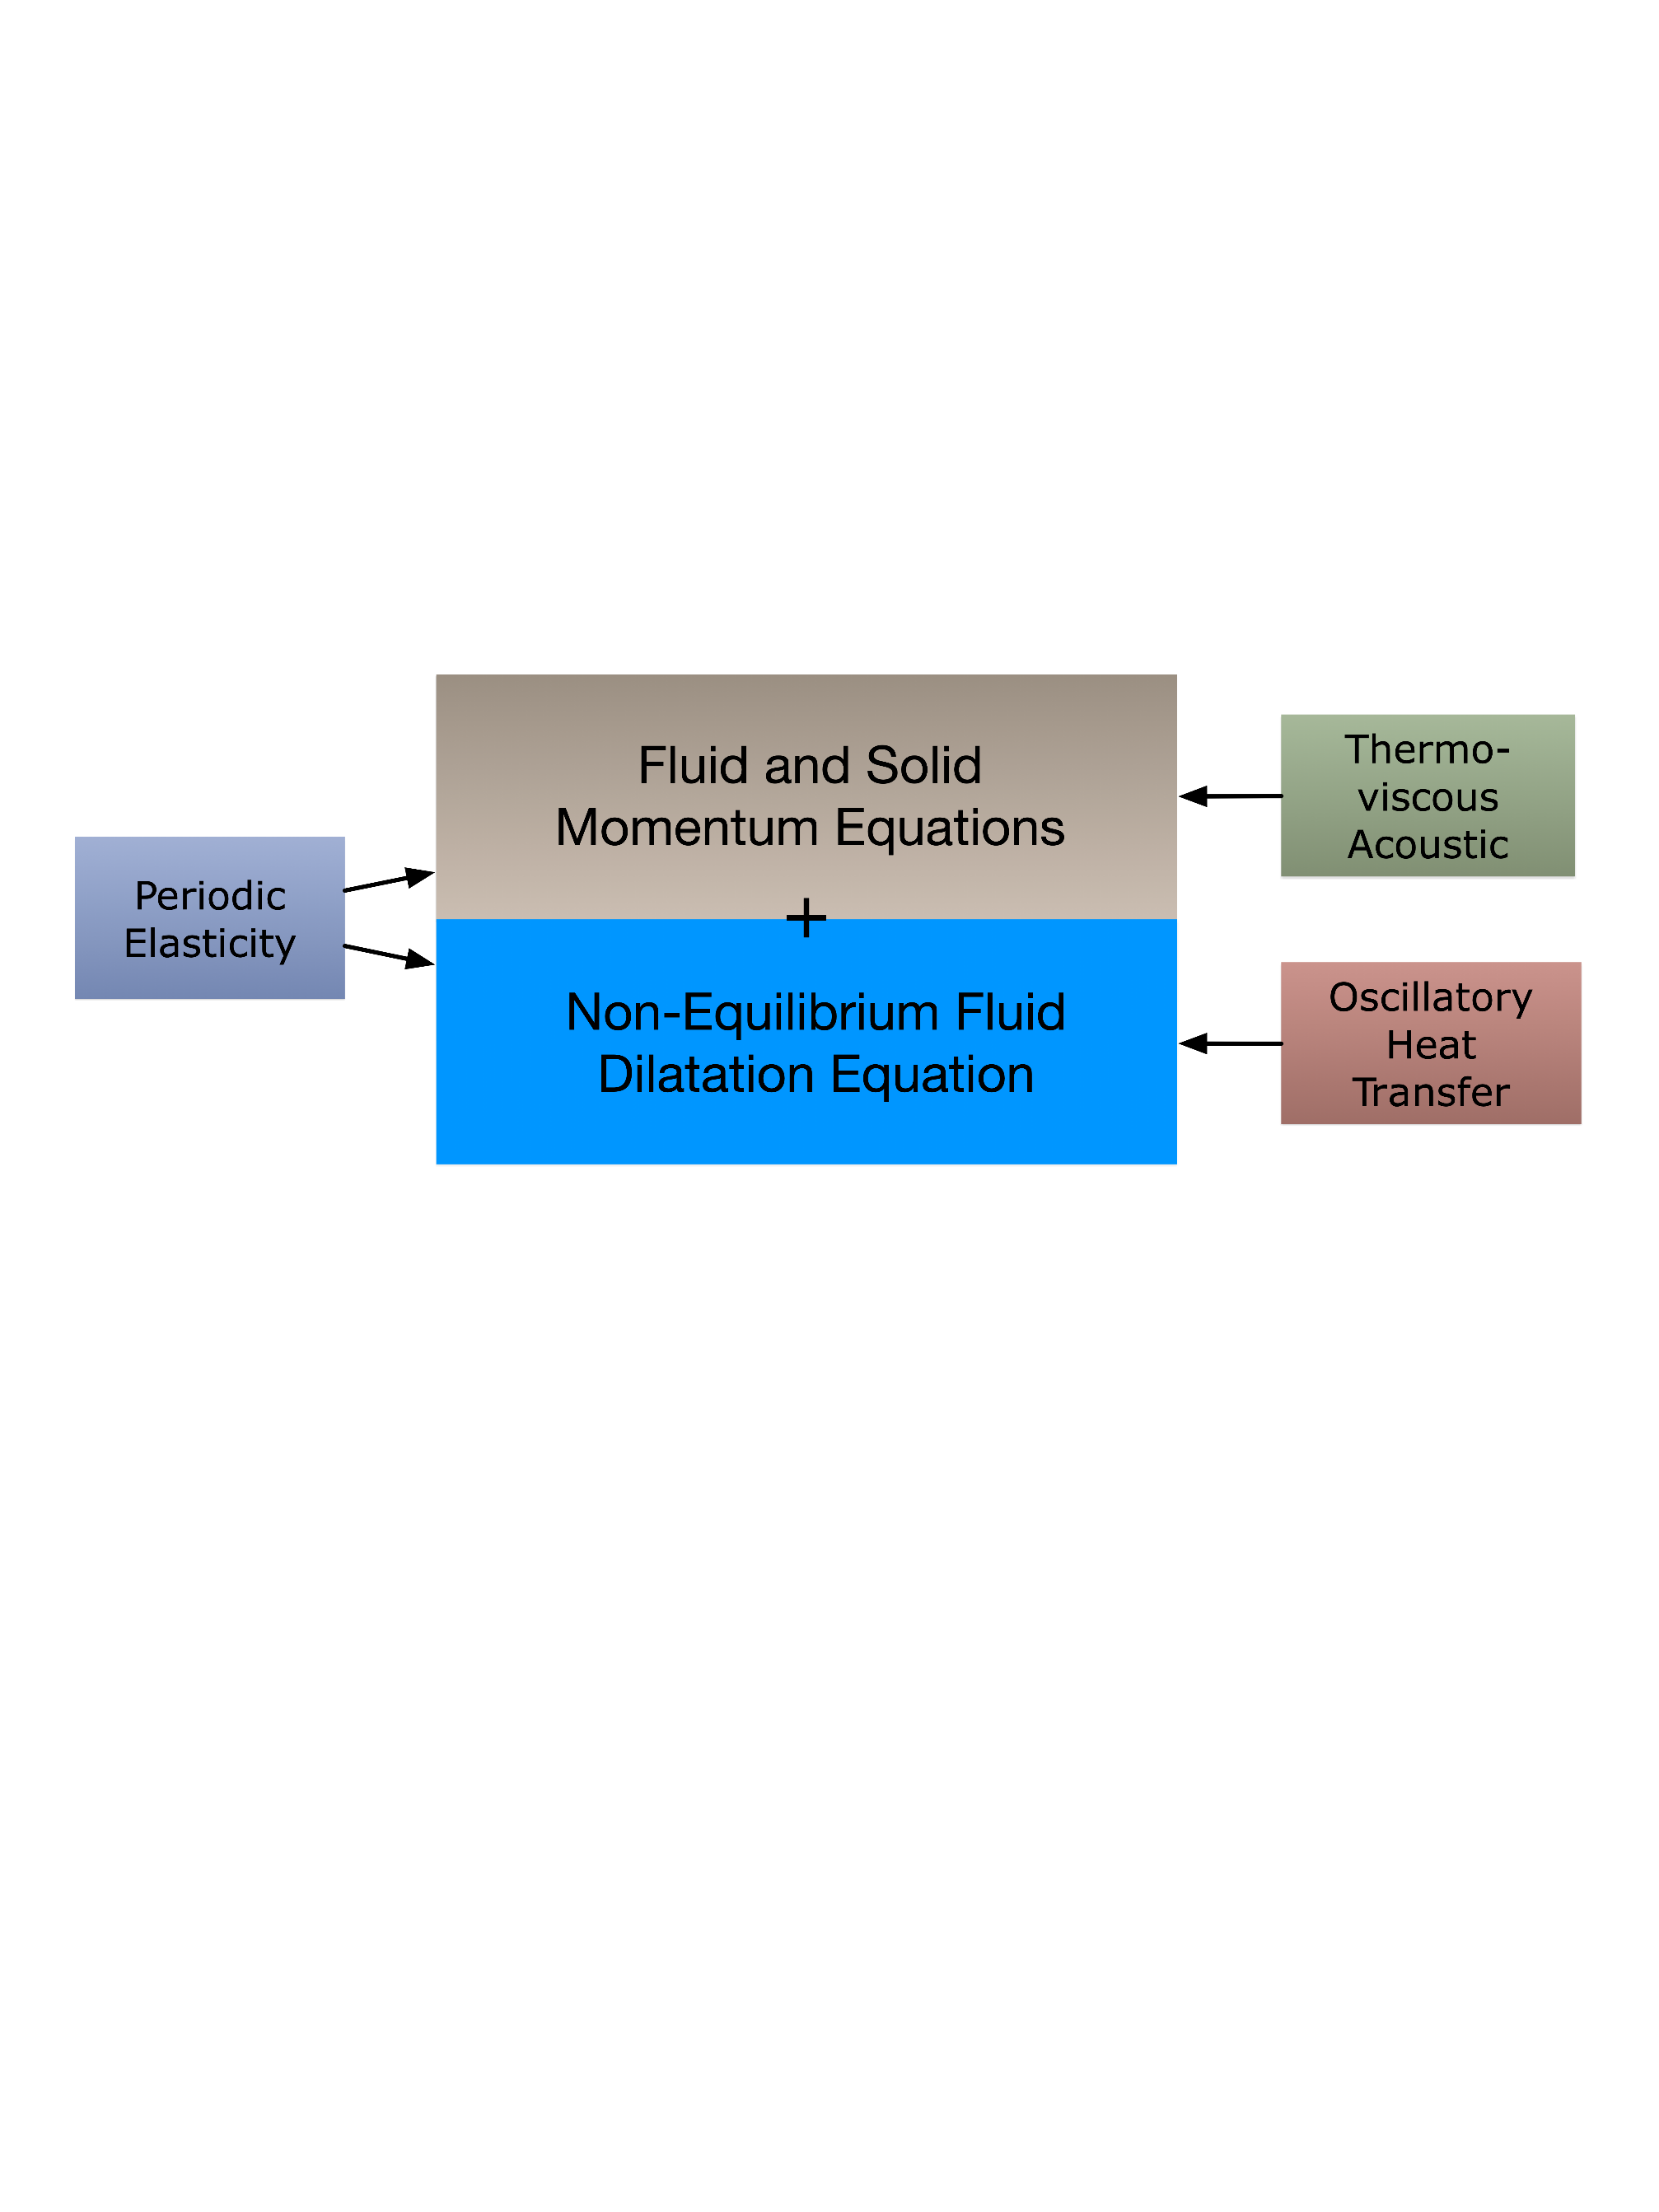 Fluid and Solid
Momentum Equations
+
Non-Equilibrium Fluid
Dilatation Equation
Periodic
Elasticity
Thermo-
viscous
Acoustic
Oscillatory
Heat
Transfer